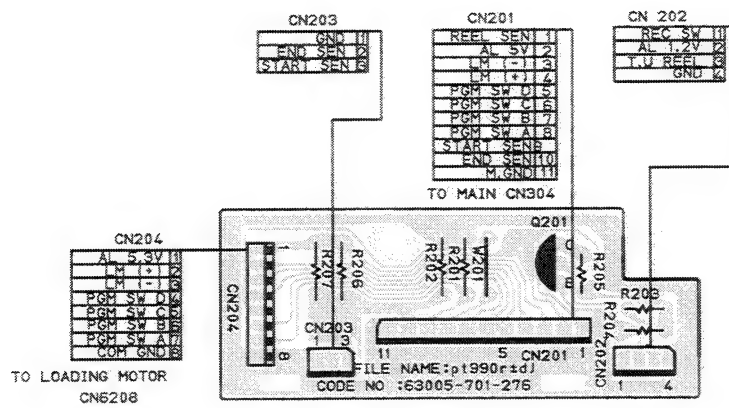 CN203
GND 1
END SEN 2
START SEN 3
CN201
REEL SEN 1
AL 5V 2
LM (-) 3
LM (+) 4
PGM SW D 5
PGM SW C 6
PGM SW B 7
PGM SW A 8
START SEN 9
END SEN 10
M.GND 11
TO MAIN CN304
CN 202
REC SW 1
AL 1.2V 2
T.U REEL 3
GND 4
CN204
AL 5.3V 1
LM (+) 2
LM (-) 3
PGM SW D 4
PGM SW C 5
PGM SW B 6
PGM SW A 7
COM GND 8
TO LOADING MOTOR
CN6208
Q201
C
E
R207
R206
R202
R201
W201
R205
R203
R204
CN204
1
8
CN203
1 3
11 5 1
CN201
CN202
1 4
FILE NAME:pt990r±dJ
CODE NO :63005-701-276